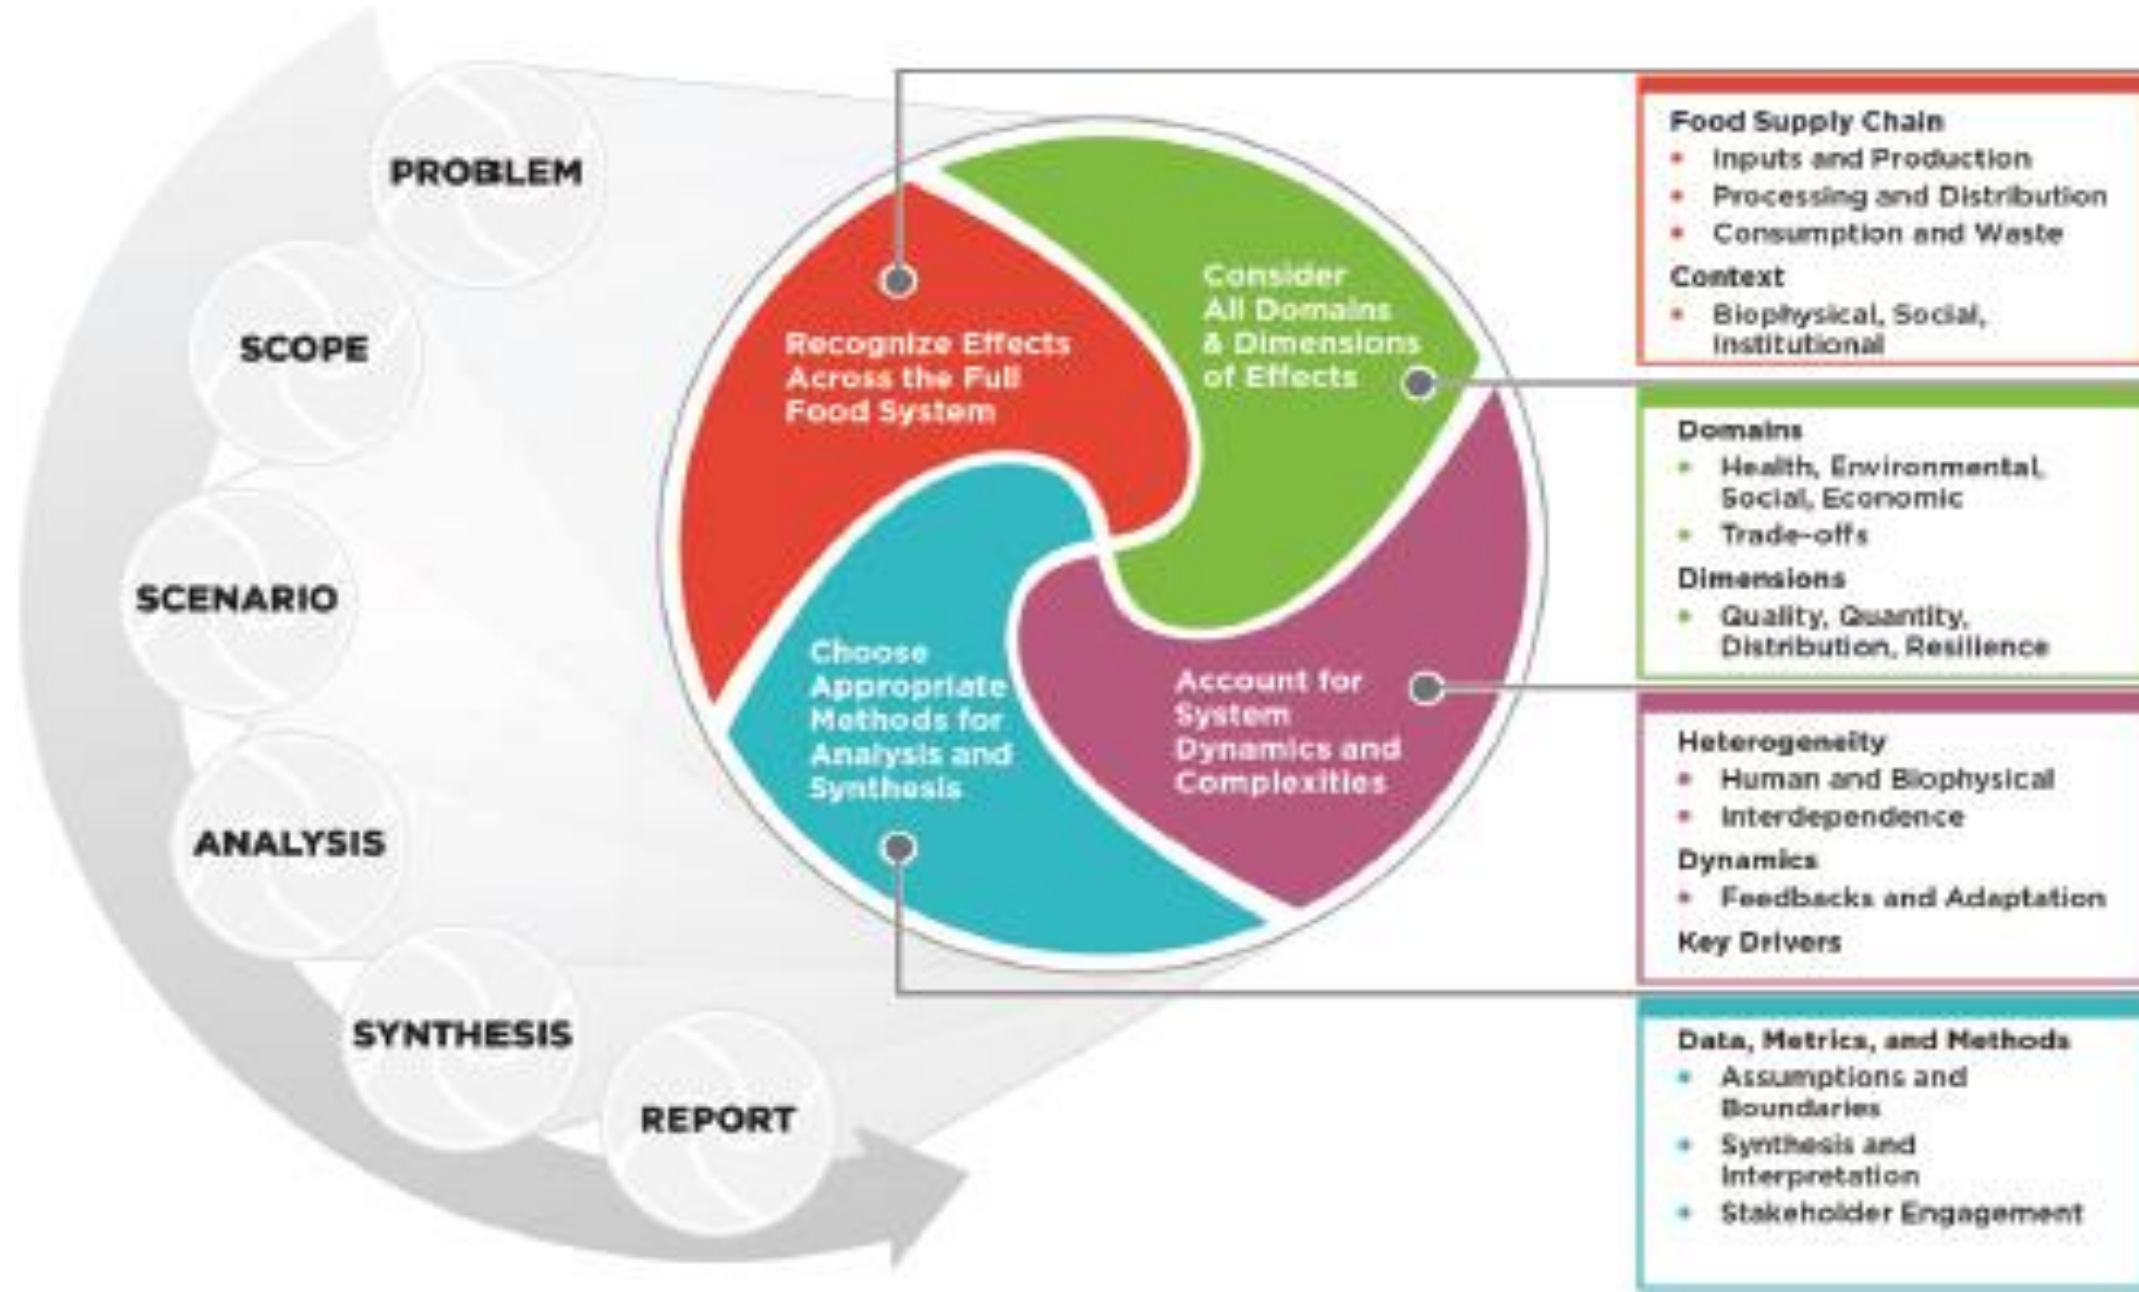 PROBLEM
SCOPE
SCENARIO
ANALYSIS
SYNTHESIS
REPORT
Recognize Effects
Across the Full
Food System
Consider
All Domains
& Dimensions
of Effects
Choose
Appropriate
Methods for
Analysis and
Synthesis
Account for
System
Dynamics and
Complexities
Food Supply Chain
• Inputs and Production
• Processing and Distribution
• Consumption and Waste
Context
• Biophysical, Social,
Institutional
Domains
• Health, Environmental,
Social, Economic
• Trade-offs
Dimensions
• Quality, Quantity,
Distribution, Resilience
Heterogeneity
• Human and Biophysical
• Interdependence
Dynamics
• Feedbacks and Adaptation
Key Drivers
Data, Metrics, and Methods
• Assumptions and
Boundaries
• Synthesis and
Interpretation
• Stakeholder Engagement